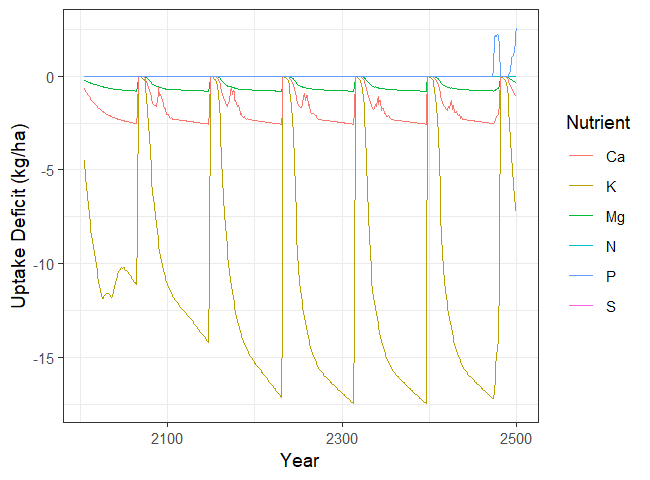 Uptake Deficit (kg/ha)
0
-5
-10
-15
2100
2300
2500
Year
Nutrient
Ca
K
Mg
N
P
S